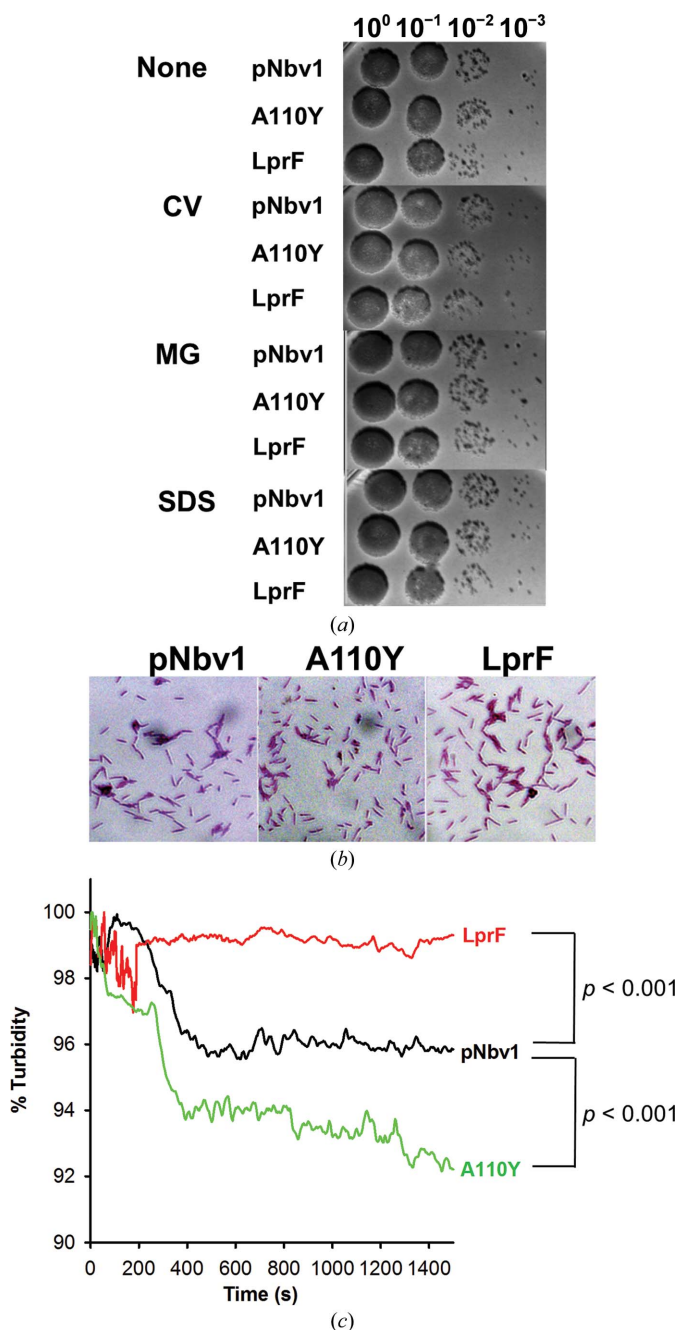 10⁰ 10⁻¹ 10⁻² 10⁻³
None pNbv1
A110Y
LprF
CV pNbv1
A110Y
LprF
MG pNbv1
A110Y
LprF
SDS pNbv1
A110Y
LprF
(a)
pNbv1 A110Y LprF
(b)
100
98
96
94
92
90
% Turbidity
LprF
pNbv1
A110Y
p < 0.001
p < 0.001
0 200 400 600 800 1000 1200 1400
Time (s)
(c)